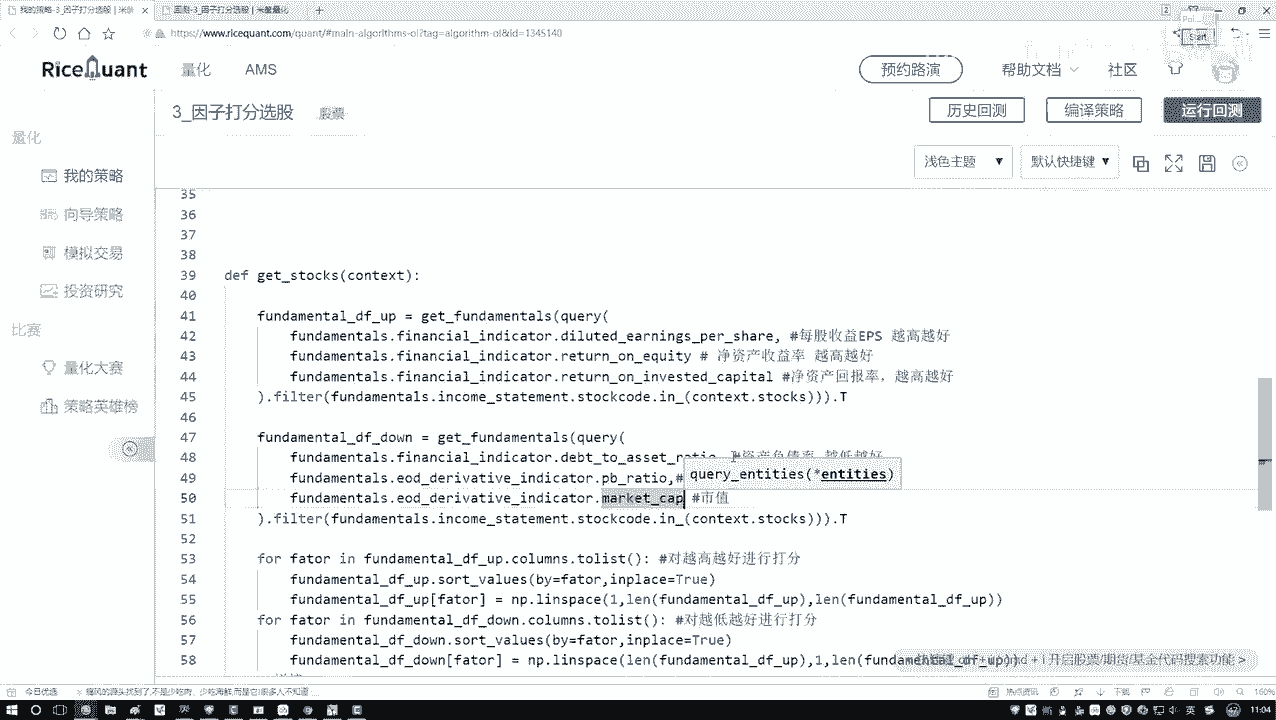 我的策略-3_因子打分选股 | 米筐
回测-3_因子打分选股 | 米筐量化
https://www.ricequant.com/quant/#main-algorithms-ol?tag=algorithm-ol&id=1345140
RiceQuant
量化
AMS
预约路演
帮助文档
社区
3_因子打分选股
股票
历史回测
编译策略
运行回测
浅色主题 ▼
默认快捷键 ▼
量化
我的策略
向导策略
模拟交易
投资研究
比赛
量化大赛
策略英雄榜
35
36
37
38
39 def get_stocks(context):
40
41 fundamental_df_up = get_fundamentals(query(
42 fundamentals.financial_indicator.diluted_earnings_per_share, #每股收益EPS 越高越好
43 fundamentals.financial_indicator.return_on_equity # 净资产收益率 越高越好
44 fundamentals.financial_indicator.return_on_invested_capital #净资产回报率，越高越好
45 ).filter(fundamentals.income_statement.stockcode.in_(context.stocks))).T
46
47 fundamental_df_down = get_fundamentals(query(
48 fundamentals.financial_indicator.debt_to_asset_ratio, #资产负债率 越低越好
49 fundamentals.eod_derivative_indicator.pb_ratio,#
query_entities(*entities)
50 fundamentals.eod_derivative_indicator.market_cap #市值
51 ).filter(fundamentals.income_statement.stockcode.in_(context.stocks))).T
52
53 for fator in fundamental_df_up.columns.tolist(): #对越高越好进行打分
54 fundamental_df_up.sort_values(by=fator,inplace=True)
55 fundamental_df_up[fator] = np.linspace(1,len(fundamental_df_up),len(fundamental_df_up))
56 for fator in fundamental_df_down.columns.tolist(): #对越低越好进行打分
57 fundamental_df_down.sort_values(by=fator,inplace=True)
58 fundamental_df_down[fator] = np.linspace(len(fundamental_df_up),1,len(fundamental_df_up))
开启股票/期货/基金代码搜索功能 >
今日优选
热点资讯
下载
160%
英
11:04